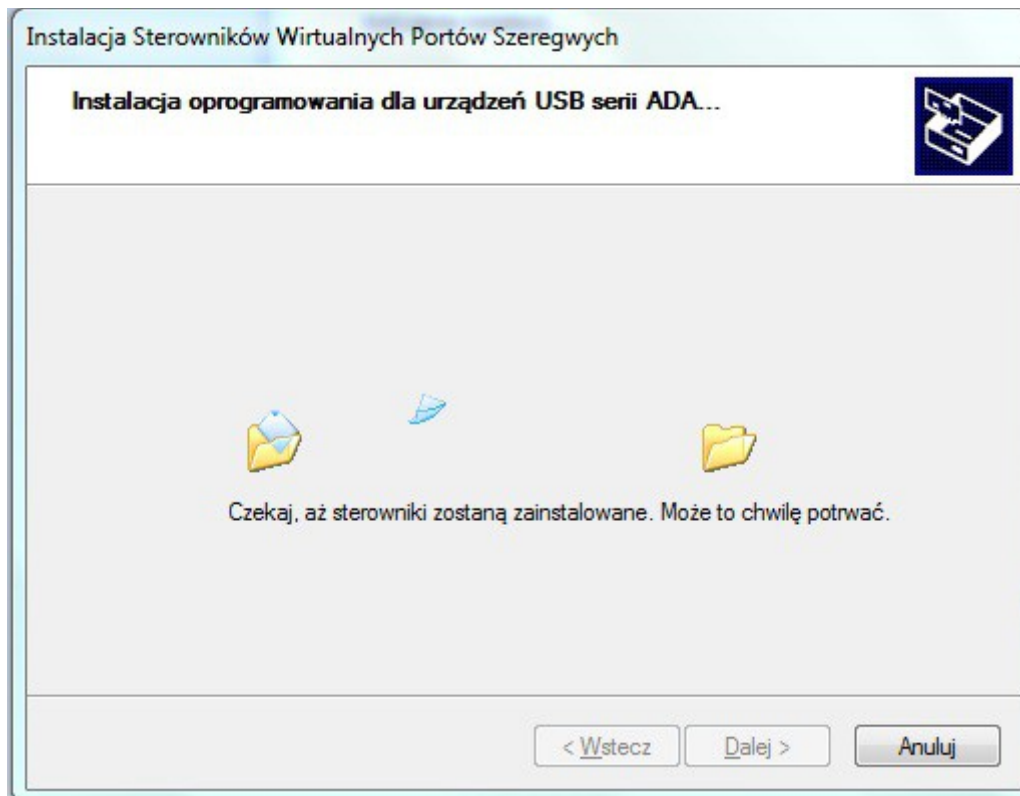 Instalacja Sterowników Wirtualnych Portów Szeregwych
Instalacja oprogramowania dla urządzeń USB serii ADA...
Czekaj, aż sterowniki zostaną zainstalowane. Może to chwilę potrwać.
< Wstecz Dalej > Anuluj